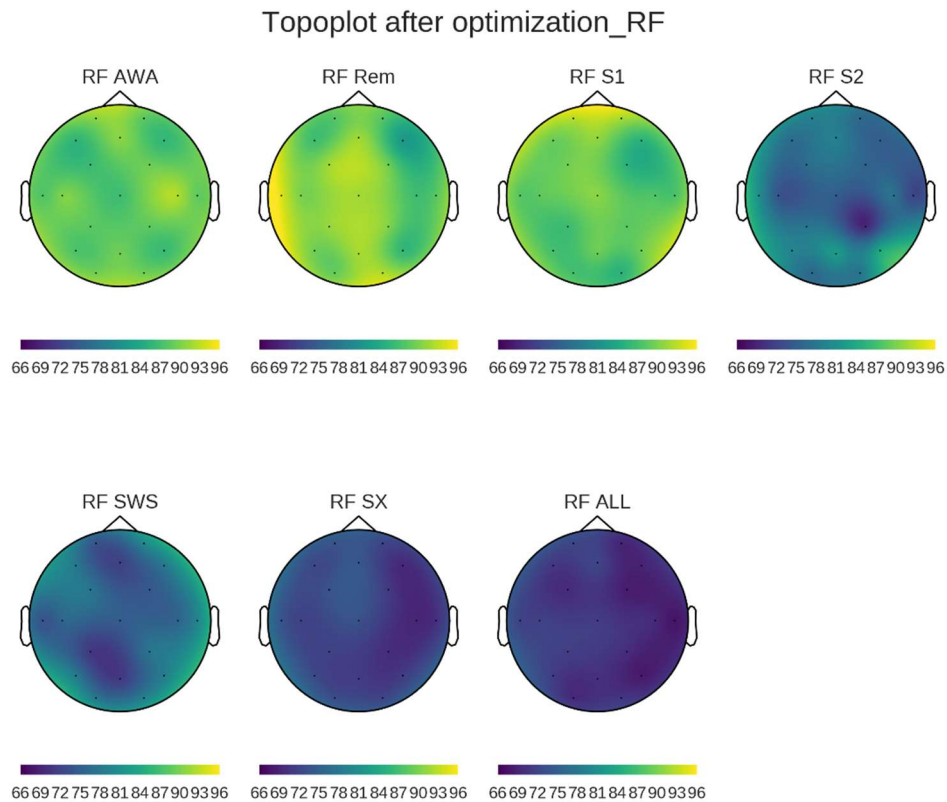 Topoplot after optimization_RF
RF AWA RF Rem RF S1 RF S2
66 69 72 75 78 81 84 87 90 93 96 66 69 72 75 78 81 84 87 90 93 96 66 69 72 75 78 81 84 87 90 93 96 66 69 72 75 78 81 84 87 90 93 96
RF SWS RF SX RF ALL
66 69 72 75 78 81 84 87 90 93 96 66 69 72 75 78 81 84 87 90 93 96 66 69 72 75 78 81 84 87 90 93 96